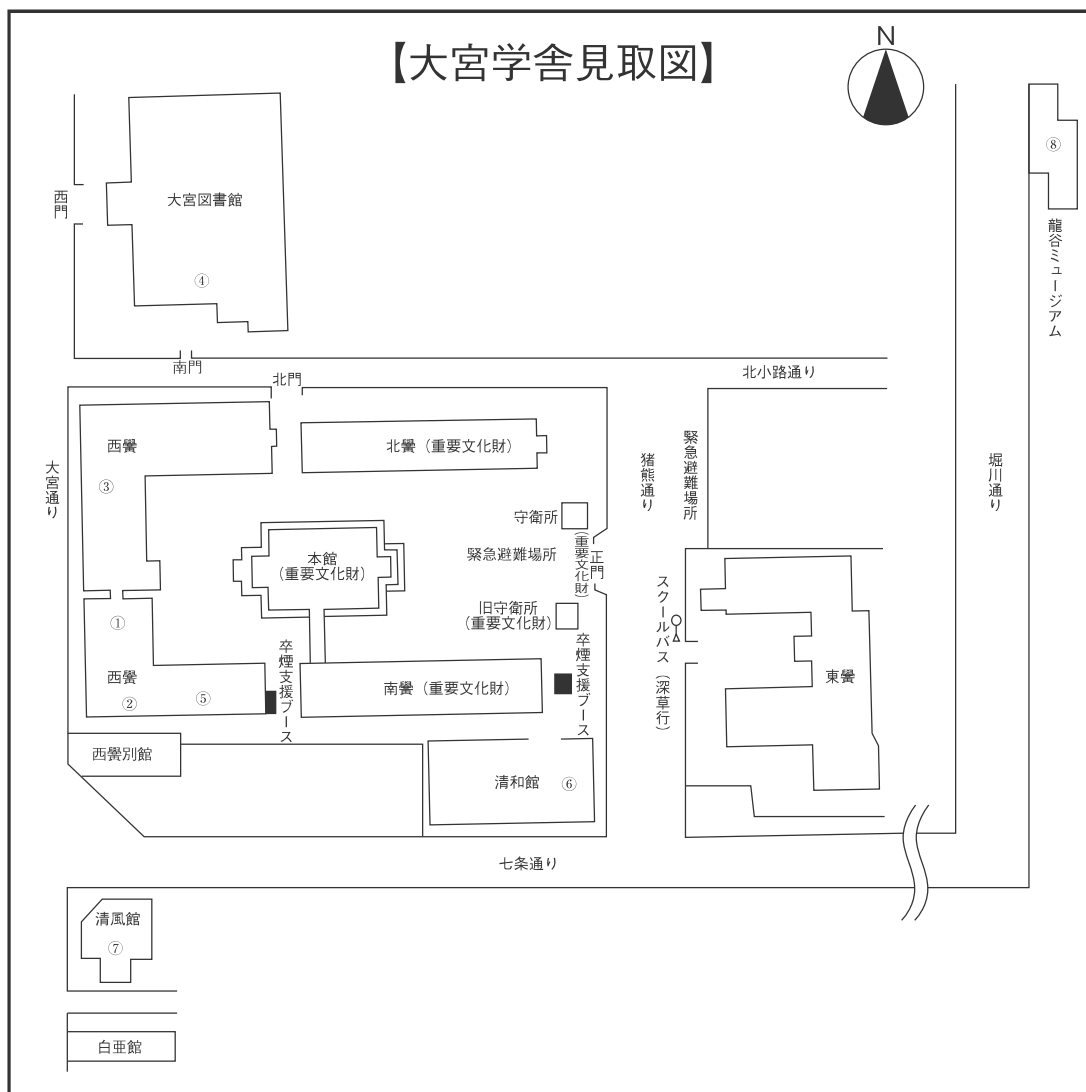 【大宮学舎見取図】
N
⑧
龍谷ミュージアム
西門
大宮図書館
④
南門
北門
北小路通り
西黌
③
北黌（重要文化財）
大宮通り
猪熊通り
緊急避難場所
堀川通り
守衛所
（重要文化財）
正門
緊急避難場所
本館
（重要文化財）
旧守衛所
（重要文化財）
スクールバス（深草行）
①
西黌
②
⑤
卒煙支援ブース
南黌（重要文化財）
卒煙支援ブース
東黌
西黌別館
清和館
⑥
七条通り
清風館
⑦
白亜館